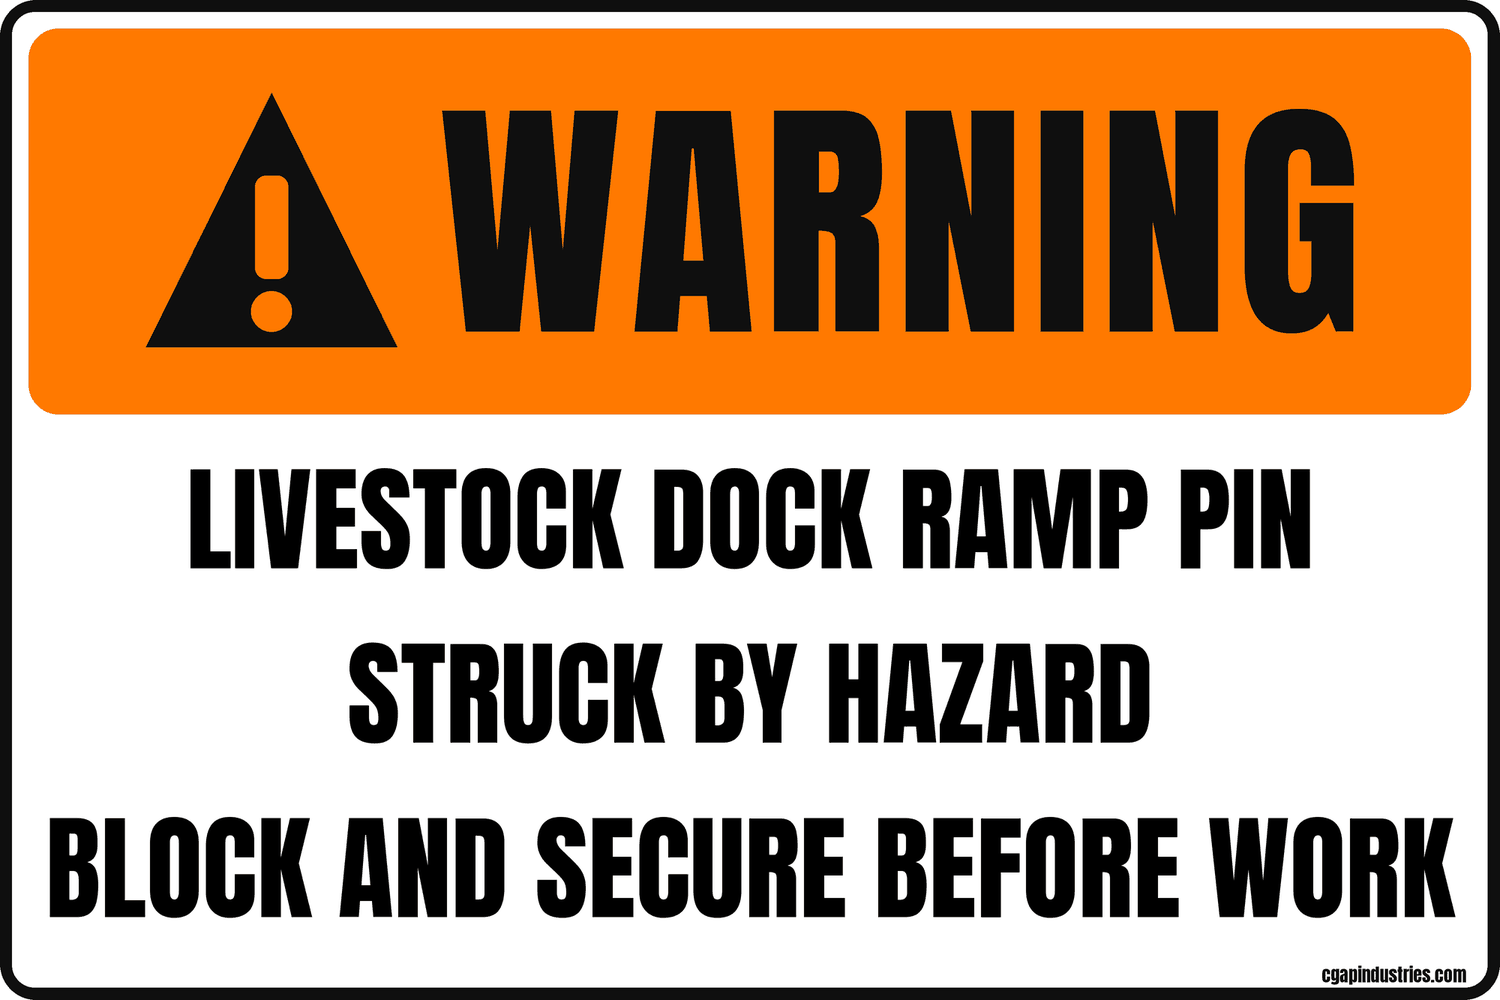 WARNING
LIVESTOCK DOCK RAMP PIN
STRUCK BY HAZARD
BLOCK AND SECURE BEFORE WORK
cgapindustries.com